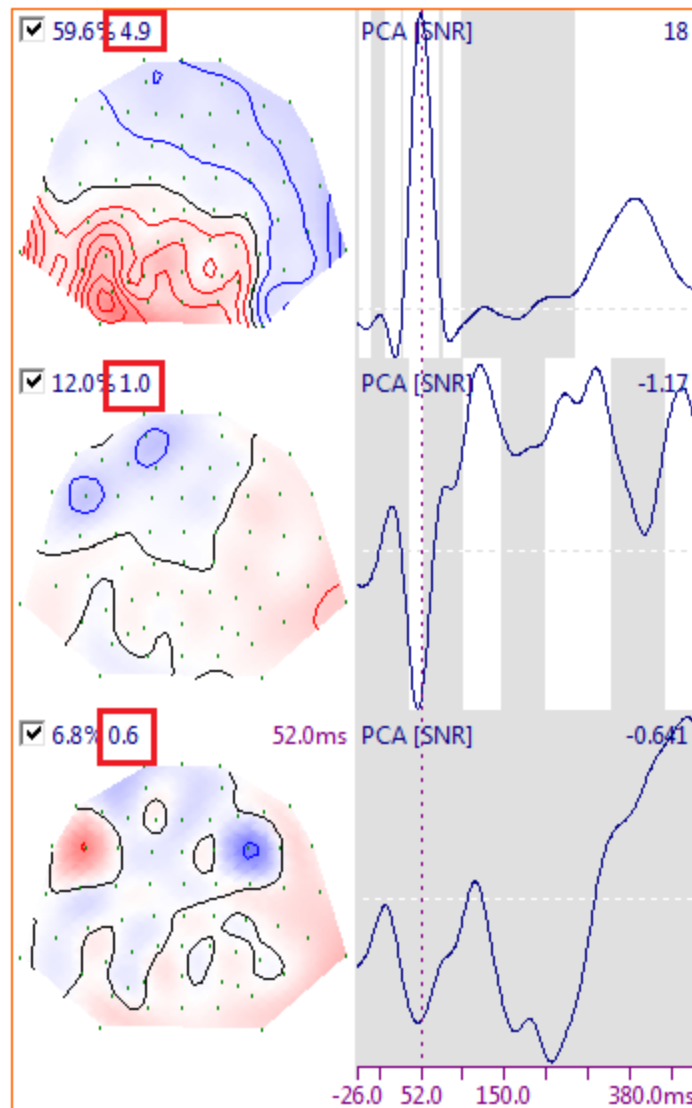 59.6% 4.9 PCA [SNR] 18
12.0% 1.0 PCA [SNR] -1.17
6.8% 0.6 52.0ms PCA [SNR] -0.641
-26.0 52.0 150.0 380.0ms